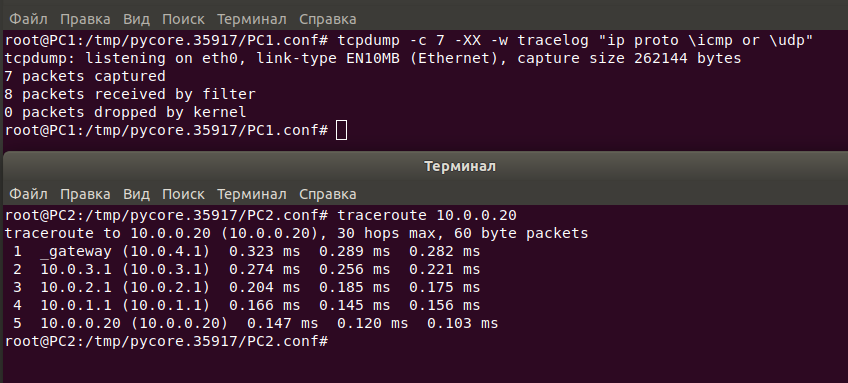 Файл Правка Вид Поиск Терминал Справка
root@PC1:/tmp/pycore.35917/PC1.conf# tcpdump -c 7 -XX -w tracelog "ip proto \icmp or \udp"
tcpdump: listening on eth0, link-type EN10MB (Ethernet), capture size 262144 bytes
7 packets captured
8 packets received by filter
0 packets dropped by kernel
root@PC1:/tmp/pycore.35917/PC1.conf#
Терминал
Файл Правка Вид Поиск Терминал Справка
root@PC2:/tmp/pycore.35917/PC2.conf# traceroute 10.0.0.20
traceroute to 10.0.0.20 (10.0.0.20), 30 hops max, 60 byte packets
 1  _gateway (10.0.4.1)  0.323 ms  0.289 ms  0.282 ms
 2  10.0.3.1 (10.0.3.1)  0.274 ms  0.256 ms  0.221 ms
 3  10.0.2.1 (10.0.2.1)  0.204 ms  0.185 ms  0.175 ms
 4  10.0.1.1 (10.0.1.1)  0.166 ms  0.145 ms  0.156 ms
 5  10.0.0.20 (10.0.0.20)  0.147 ms  0.120 ms  0.103 ms
root@PC2:/tmp/pycore.35917/PC2.conf#